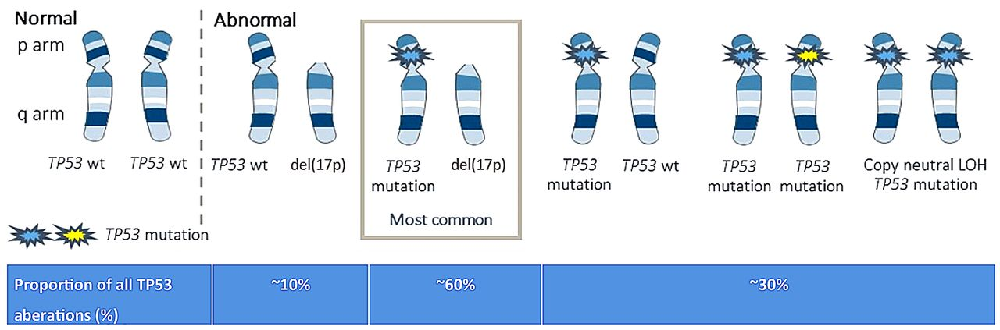 Normal
Abnormal
p arm
q arm
TP53 wt
TP53 wt
TP53 wt
del(17p)
TP53
mutation
del(17p)
Most common
TP53
mutation
TP53 wt
TP53
mutation
TP53
mutation
Copy neutral LOH
TP53 mutation
TP53 mutation
Proportion of all TP53
aberations (%)
~10%
~60%
~30%